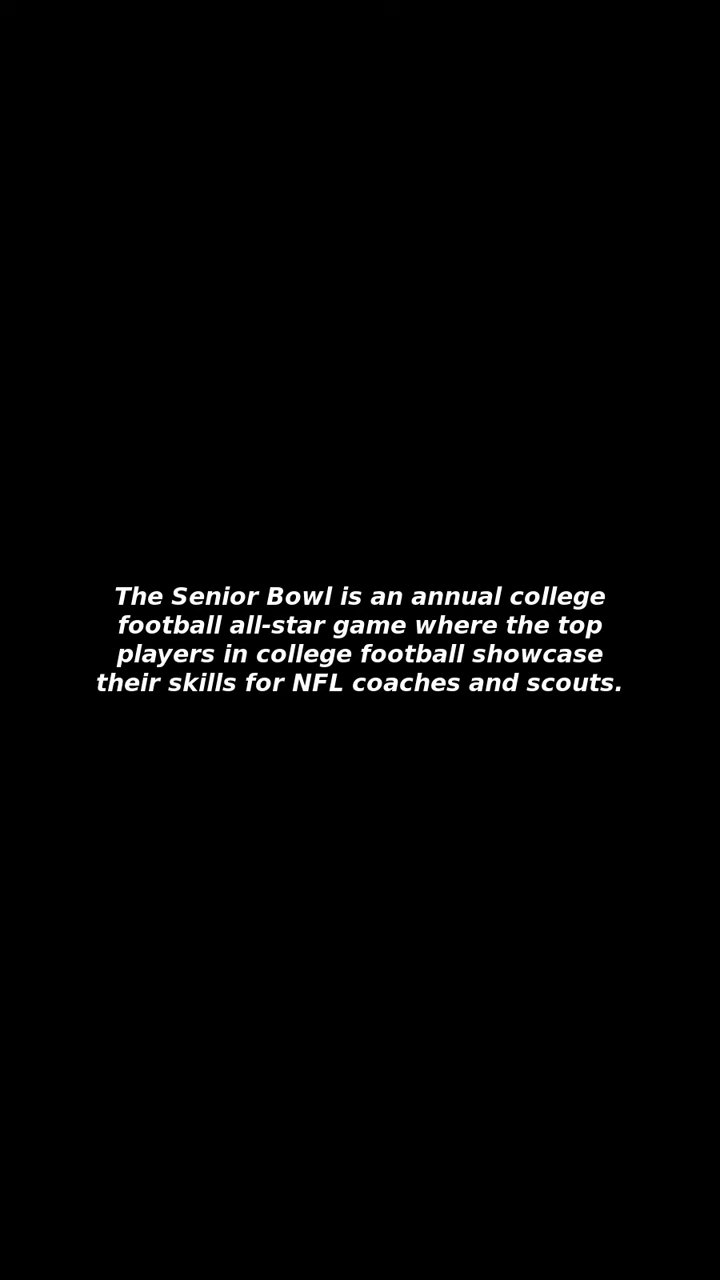 The Senior Bowl is an annual college
football all-star game where the top
players in college football showcase
their skills for NFL coaches and scouts.